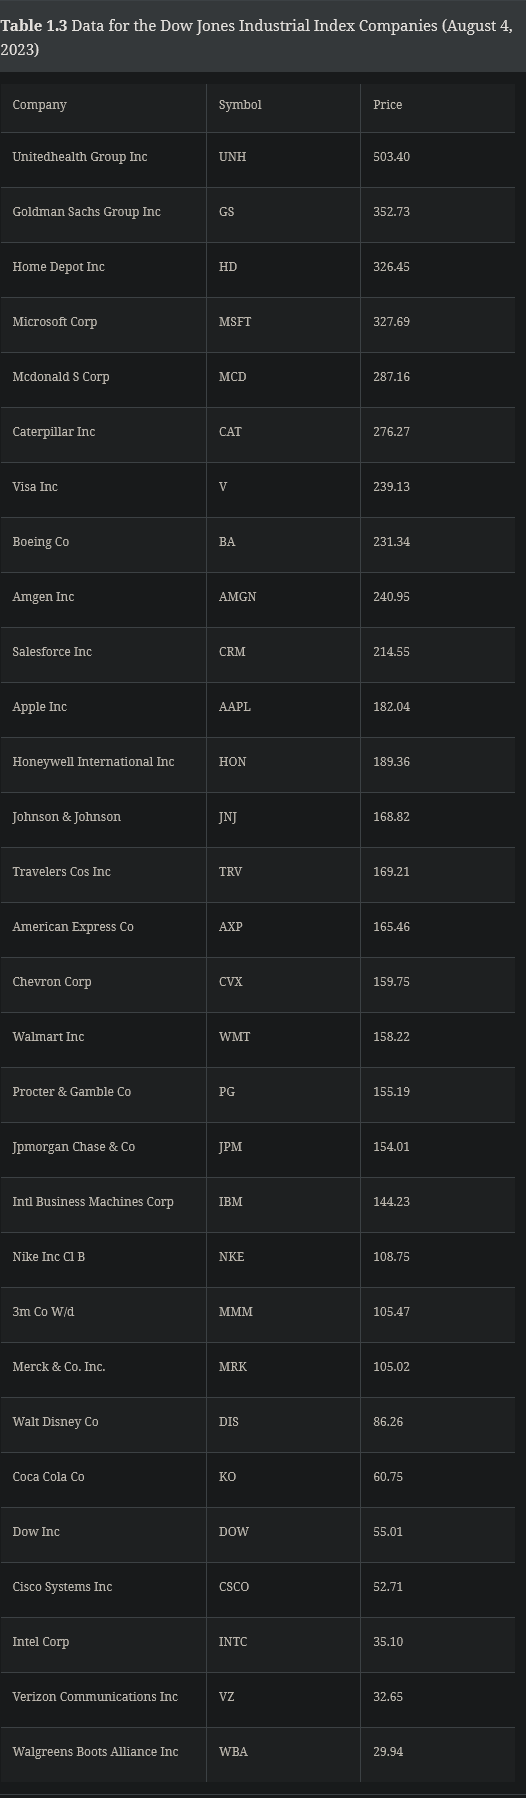 Table 1.3 Data for the Dow Jones Industrial Index Companies (August 4,
2023)
Company Symbol Price
Unitedhealth Group Inc UNH 503.40
Goldman Sachs Group Inc GS 352.73
Home Depot Inc HD 326.45
Microsoft Corp MSFT 327.69
Mcdonald S Corp MCD 287.16
Caterpillar Inc CAT 276.27
Visa Inc V 239.13
Boeing Co BA 231.34
Amgen Inc AMGN 240.95
Salesforce Inc CRM 214.55
Apple Inc AAPL 182.04
Honeywell International Inc HON 189.36
Johnson & Johnson JNJ 168.82
Travelers Cos Inc TRV 169.21
American Express Co AXP 165.46
Chevron Corp CVX 159.75
Walmart Inc WMT 158.22
Procter & Gamble Co PG 155.19
Jpmorgan Chase & Co JPM 154.01
Intl Business Machines Corp IBM 144.23
Nike Inc Cl B NKE 108.75
3m Co W/d MMM 105.47
Merck & Co. Inc. MRK 105.02
Walt Disney Co DIS 86.26
Coca Cola Co KO 60.75
Dow Inc DOW 55.01
Cisco Systems Inc CSCO 52.71
Intel Corp INTC 35.10
Verizon Communications Inc VZ 32.65
Walgreens Boots Alliance Inc WBA 29.94